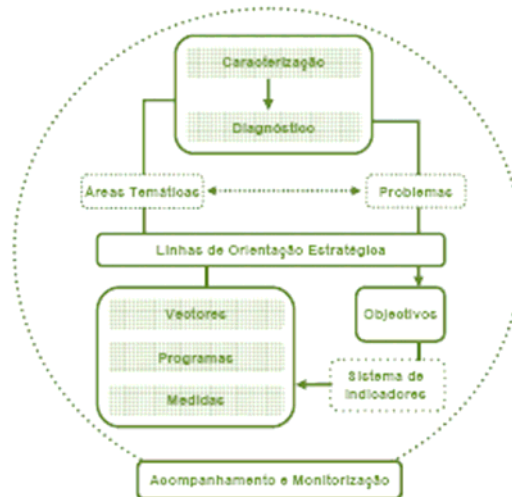 Caracterização
Diagnóstico
Áreas Temáticas
Problemas
Linhas de Orientação Estratégica
Vectores
Objectivos
Programas
Sistema de
Indicadores
Medidas
Acompanhamento e Monitorização